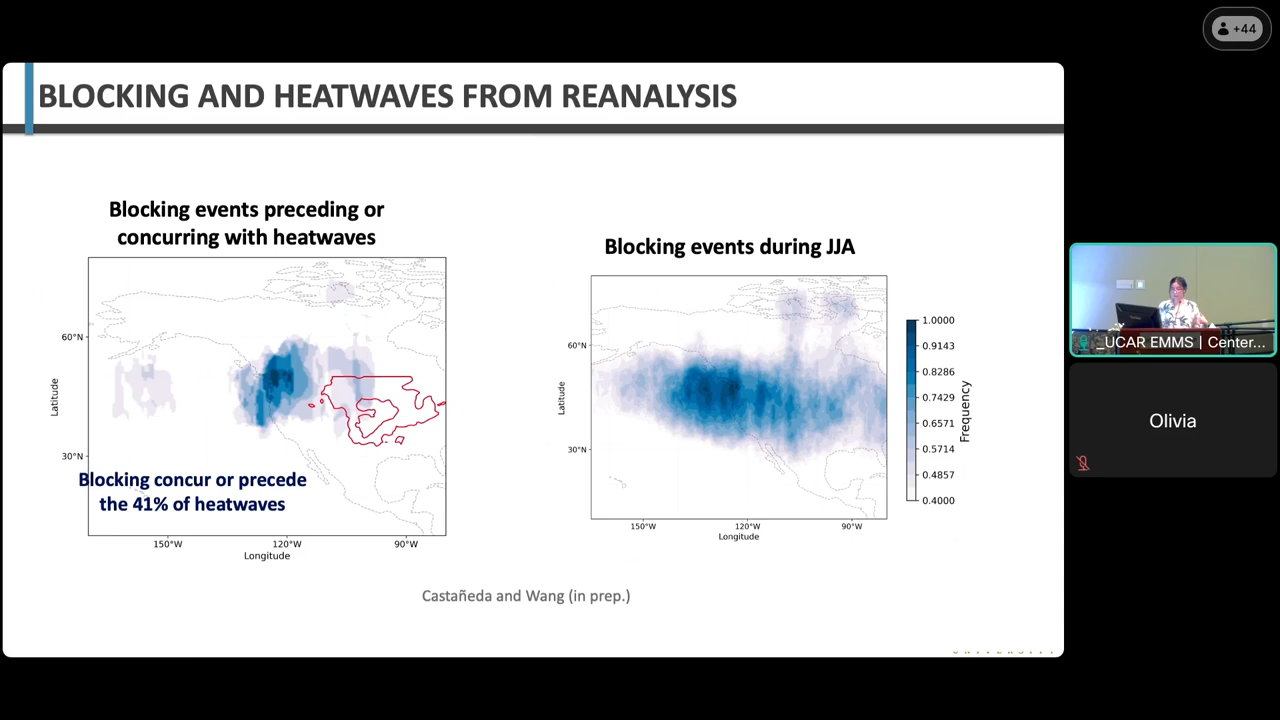 +44
BLOCKING AND HEATWAVES FROM REANALYSIS
Blocking events preceding or
concurring with heatwaves
60°N
30°N
Latitude
150°W 120°W 90°W
Longitude
Blocking concur or precede
the 41% of heatwaves
Blocking events during JJA
60°N
30°N
Latitude
150°W 120°W 90°W
Longitude
1.0000
0.9143
0.8286
0.7429
0.6571
0.5714
0.4857
0.4000
Frequency
Castañeda and Wang (in prep.)
_UCAR EMMS | Center...
Olivia